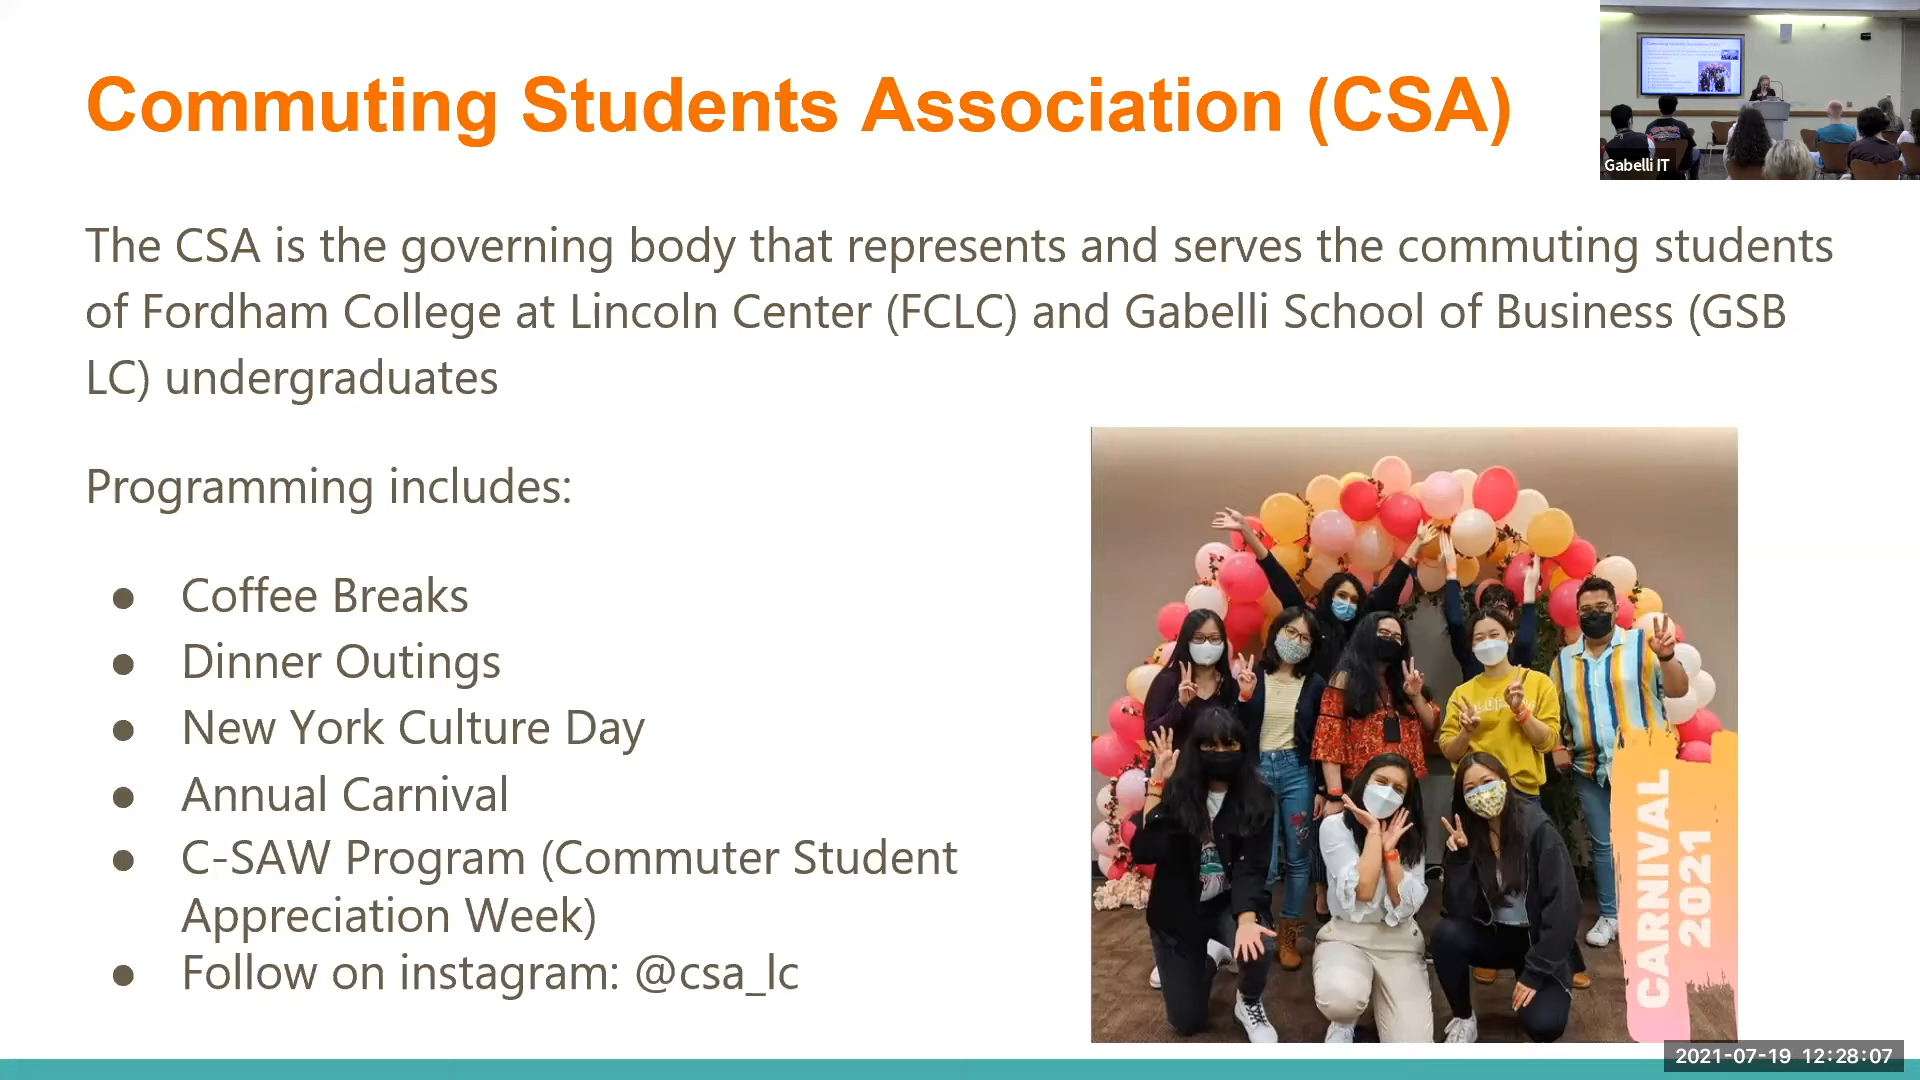 Commuting Students Association (CSA)
Gabelli IT
The CSA is the governing body that represents and serves the commuting students
of Fordham College at Lincoln Center (FCLC) and Gabelli School of Business (GSB
LC) undergraduates
Programming includes:
● Coffee Breaks
● Dinner Outings
● New York Culture Day
● Annual Carnival
● C-SAW Program (Commuter Student
Appreciation Week)
● Follow on instagram: @csa_lc
CARNIVAL
2021
2021-07-19 12:28:07